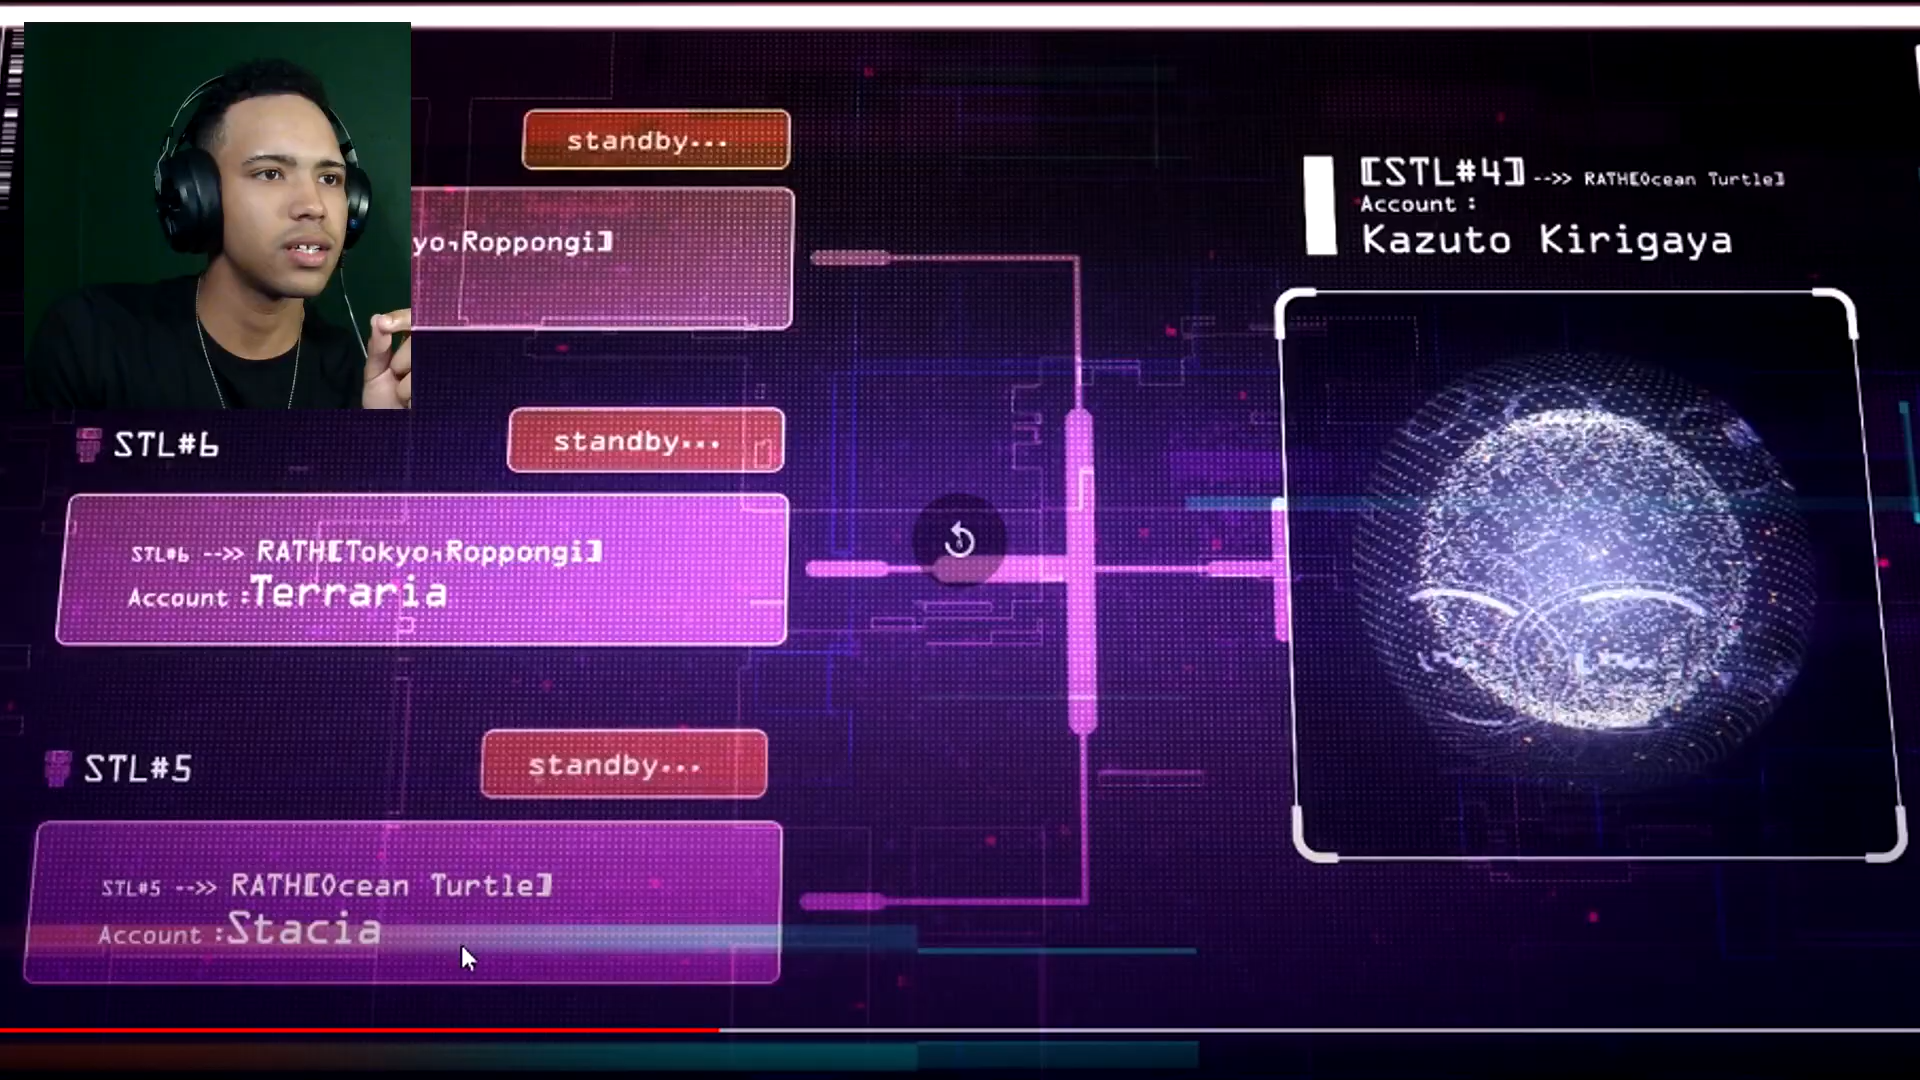 standby...
yo,Roppongi]
STL#6
standby...
STL#6 -->> RATH[Tokyo,Roppongi]
Account :Terraria
STL#5
standby...
STL#5 -->> RATH[Ocean Turtle]
Account :Stacia
[STL#4] -->> RATH[Ocean Turtle]
Account :
Kazuto Kirigaya